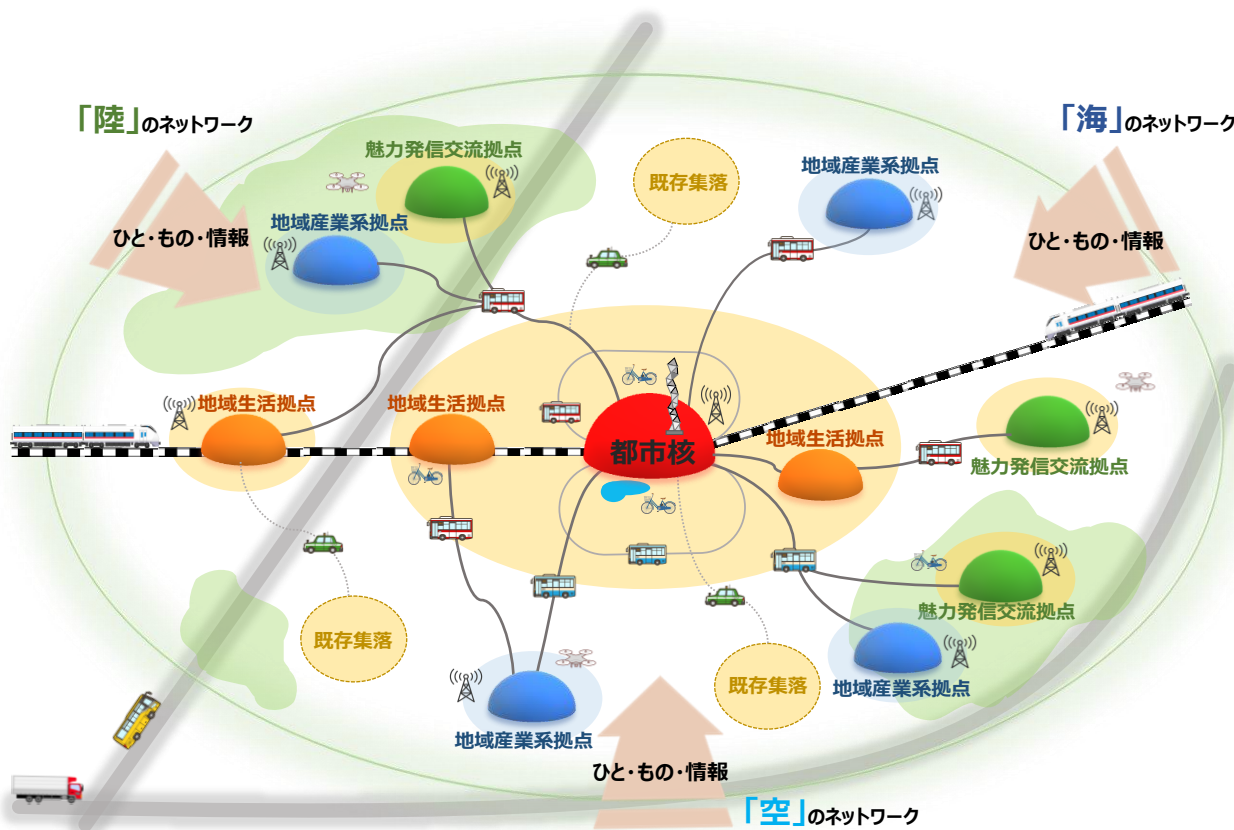 「陸」のネットワーク
「海」のネットワーク
魅力発信交流拠点
既存集落
地域産業系拠点
地域産業系拠点
ひと・もの・情報
ひと・もの・情報
地域生活拠点
地域生活拠点
都市核
地域生活拠点
魅力発信交流拠点
魅力発信交流拠点
既存集落
既存集落
地域産業系拠点
地域産業系拠点
ひと・もの・情報
「空」のネットワーク